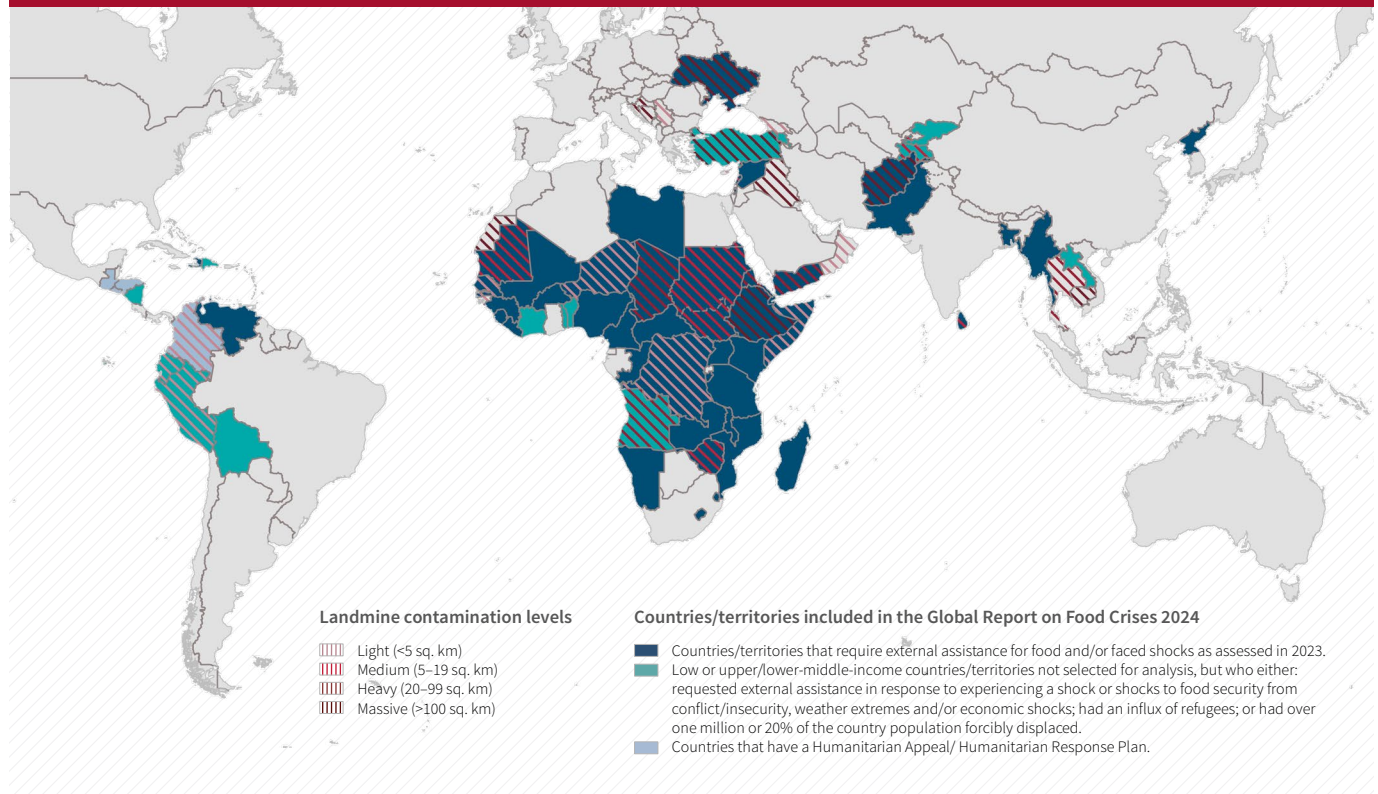 Landmine contamination levels
Light (<5 sq. km)
Medium (5–19 sq. km)
Heavy (20–99 sq. km)
Massive (>100 sq. km)
Countries/territories included in the Global Report on Food Crises 2024
Countries/territories that require external assistance for food and/or faced shocks as assessed in 2023.
Low or upper/lower-middle-income countries/territories not selected for analysis, but who either:
requested external assistance in response to experiencing a shock or shocks to food security from
conflict/insecurity, weather extremes and/or economic shocks; had an influx of refugees; or had over
one million or 20% of the country population forcibly displaced.
Countries that have a Humanitarian Appeal/ Humanitarian Response Plan.